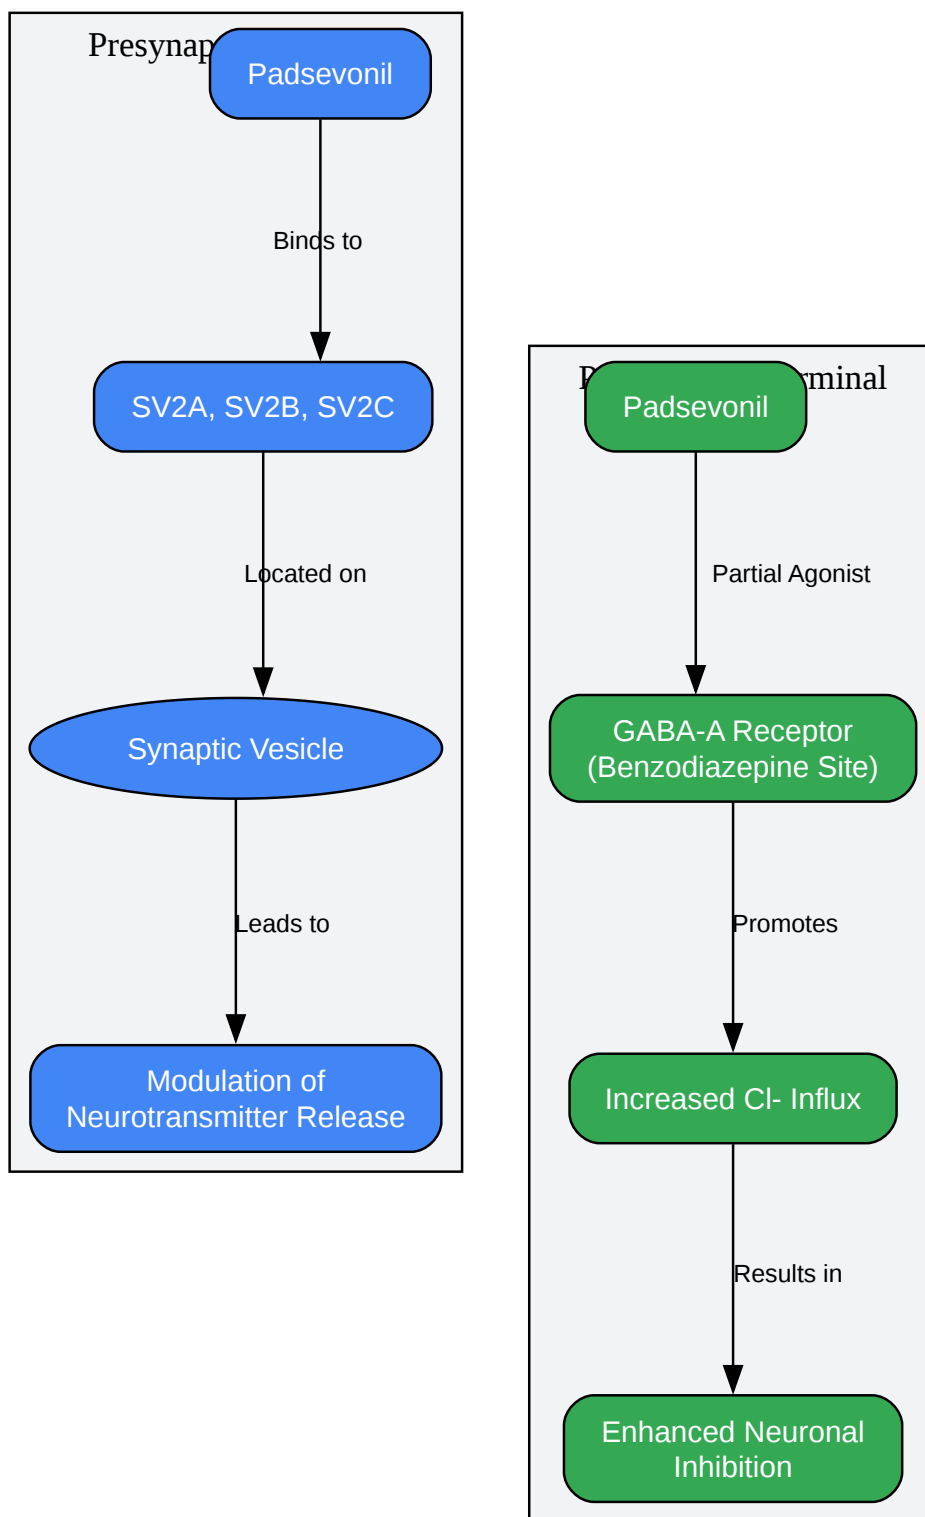 Presynap
Padsevonil
Binds to
SV2A, SV2B, SV2C
Located on
Synaptic Vesicle
Leads to
Modulation of
Neurotransmitter Release
rminal
Padsevonil
Partial Agonist
GABA-A Receptor
(Benzodiazepine Site)
Promotes
Increased Cl- Influx
Results in
Enhanced Neuronal
Inhibition